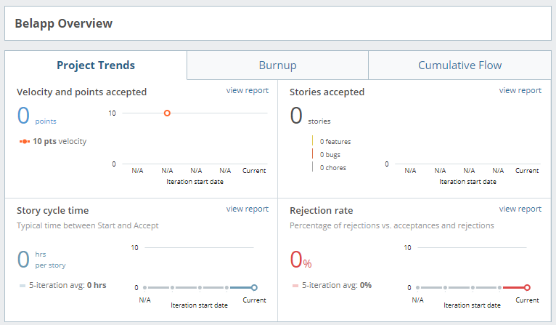 Belapp Overview
Project Trends
Burnup
Cumulative Flow
Velocity and points accepted
view report
0 points
10 pts velocity
10
0
N/A N/A N/A N/A Current
Iteration start date
Stories accepted
view report
0 stories
0 features
0 bugs
0 chores
0
N/A N/A N/A N/A Current
Iteration start date
Story cycle time
view report
Typical time between Start and Accept
0 hrs
per story
5-iteration avg: 0 hrs
10
0
N/A Current
Iteration start date
Rejection rate
view report
Percentage of rejections vs. acceptances and rejections
0%
5-iteration avg: 0%
10
0
N/A Current
Iteration start date